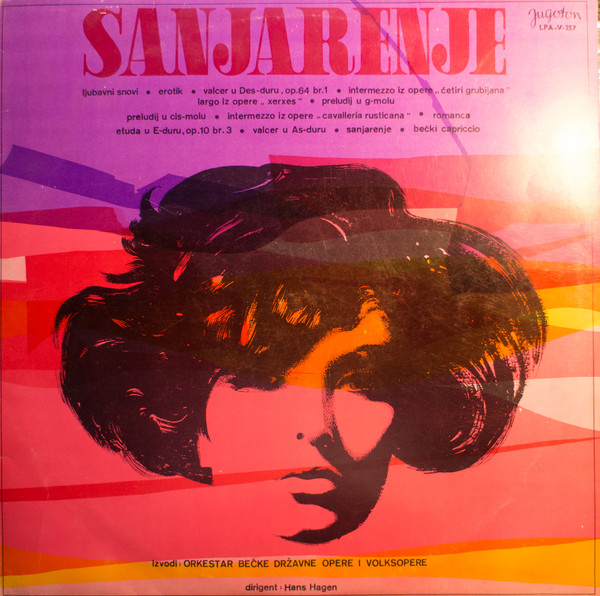 SANJARENJE
Jugoton
LPA-V-157
ljubavni snovi • erotik • valcer u Des-duru, op.64 br.1 • intermezzo iz opere „četiri grubijana"
largo iz opere „xerxes" • preludij u g-molu
preludij u cis-molu • intermezzo iz opere „cavalleria rusticana" • romanca
etuda u E-duru, op.10 br.3 • valcer u As-duru • sanjarenje • bečki capriccio
izvodi: ORKESTAR BEČKE DRŽAVNE OPERE I VOLKSOPERE
dirigent: Hans Hagen